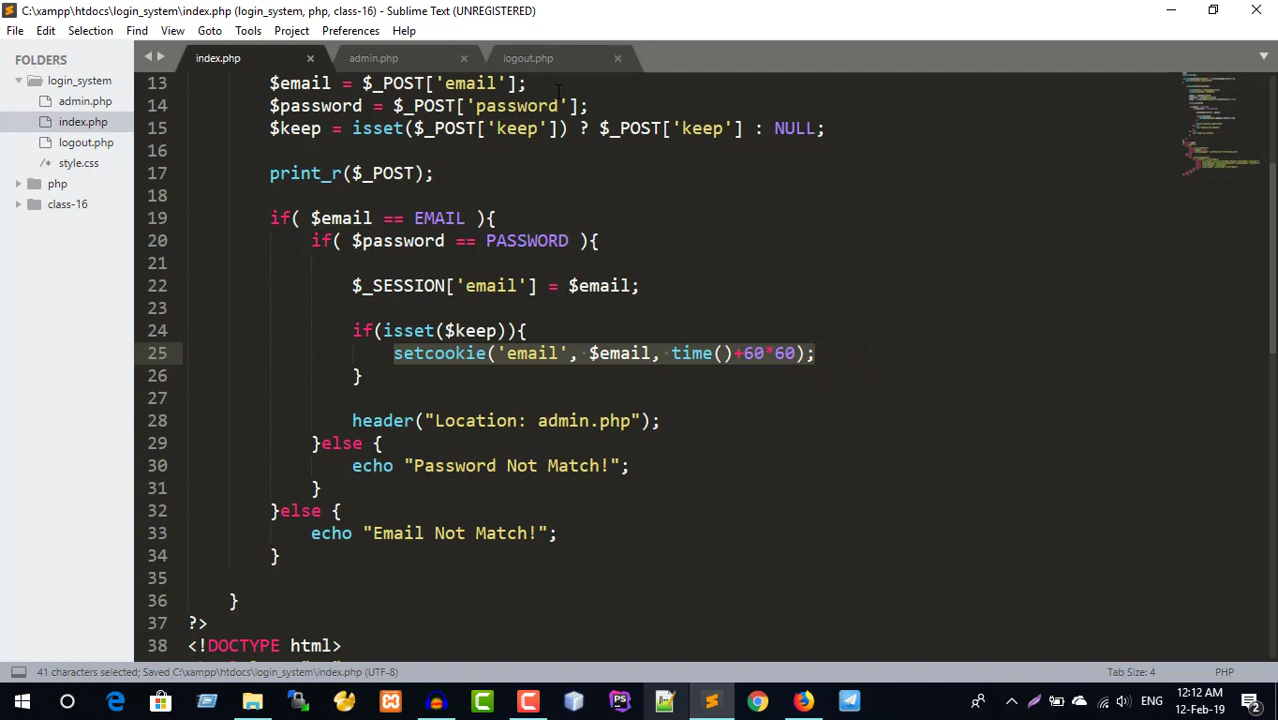 C:\xampp\htdocs\login_system\index.php (login_system, php, class-16) - Sublime Text (UNREGISTERED)
File Edit Selection Find View Goto Tools Project Preferences Help
FOLDERS
login_system
admin.php
index.php
logout.php
style.css
php
class-16
index.php admin.php logout.php
13 $email = $_POST['email'];
14 $password = $_POST['password'];
15 $keep = isset($_POST['keep']) ? $_POST['keep'] : NULL;
16
17 print_r($_POST);
18
19 if( $email == EMAIL ){
20 if( $password == PASSWORD ){
21
22 $_SESSION['email'] = $email;
23
24 if(isset($keep)){
25 setcookie('email', $email, time()+60*60);
26 }
27
28 header("Location: admin.php");
29 }else {
30 echo "Password Not Match!";
31 }
32 }else {
33 echo "Email Not Match!";
34 }
35
36 }
37 ?>
38 <!DOCTYPE html>
41 characters selected; Saved C:\xampp\htdocs\login_system\index.php (UTF-8) Tab Size: 4 PHP
ENG 12:12 AM
12-Feb-19
2